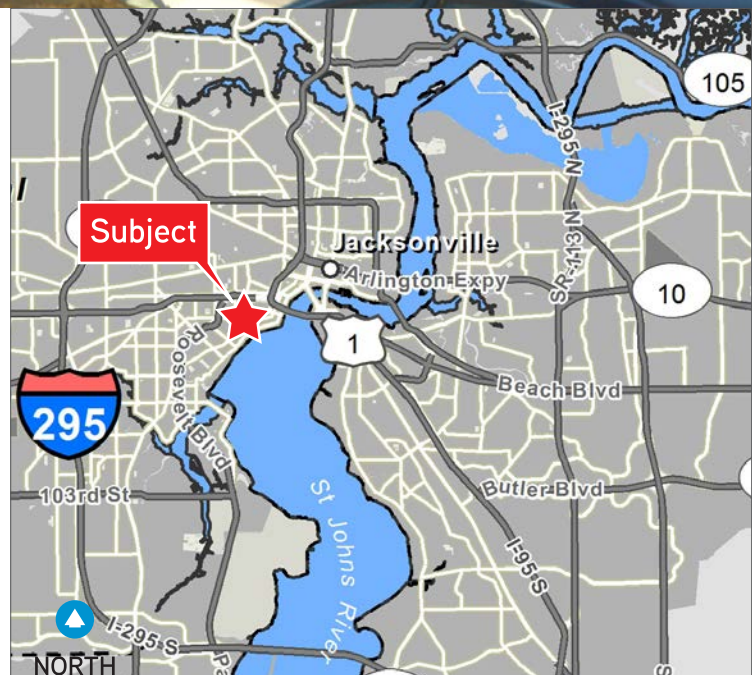 105
I-295 N
Subject
Jacksonville
Arlington Expy
SR-113 N
10
1
Roosevelt Blvd
Beach Blvd
295
St Johns River
Butler Blvd
103rd St
I-95 S
I-295 S
NORTH